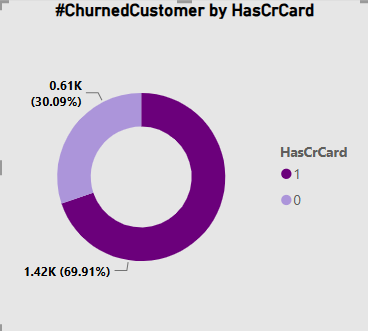 #ChurnedCustomer by HasCrCard
0.61K
(30.09%)
HasCrCard
1
0
1.42K (69.91%)